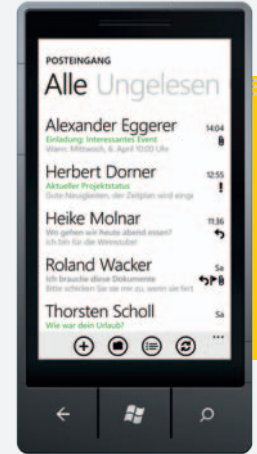 POSTEINGANG
Alle Ungelesen
Alexander Eggerer 14:04
Einladung: Interessantes Event
Wann: Mittwoch, 6. April 10:00 Uhr
Herbert Dorner 12:55
Aktueller Projektstatus
Gute Neuigkeiten, der Zeitplan wird einge
Heike Molnar 11:36
Wo gehen wir heute abend essen?
Ich bin für die Weinstube!
Roland Wacker Sa
Ich brauche diese Dokumente
Bitte schicken Sie sie mir zu, wenn sie fert
Thorsten Scholl Sa
Wie war dein Urlaub?